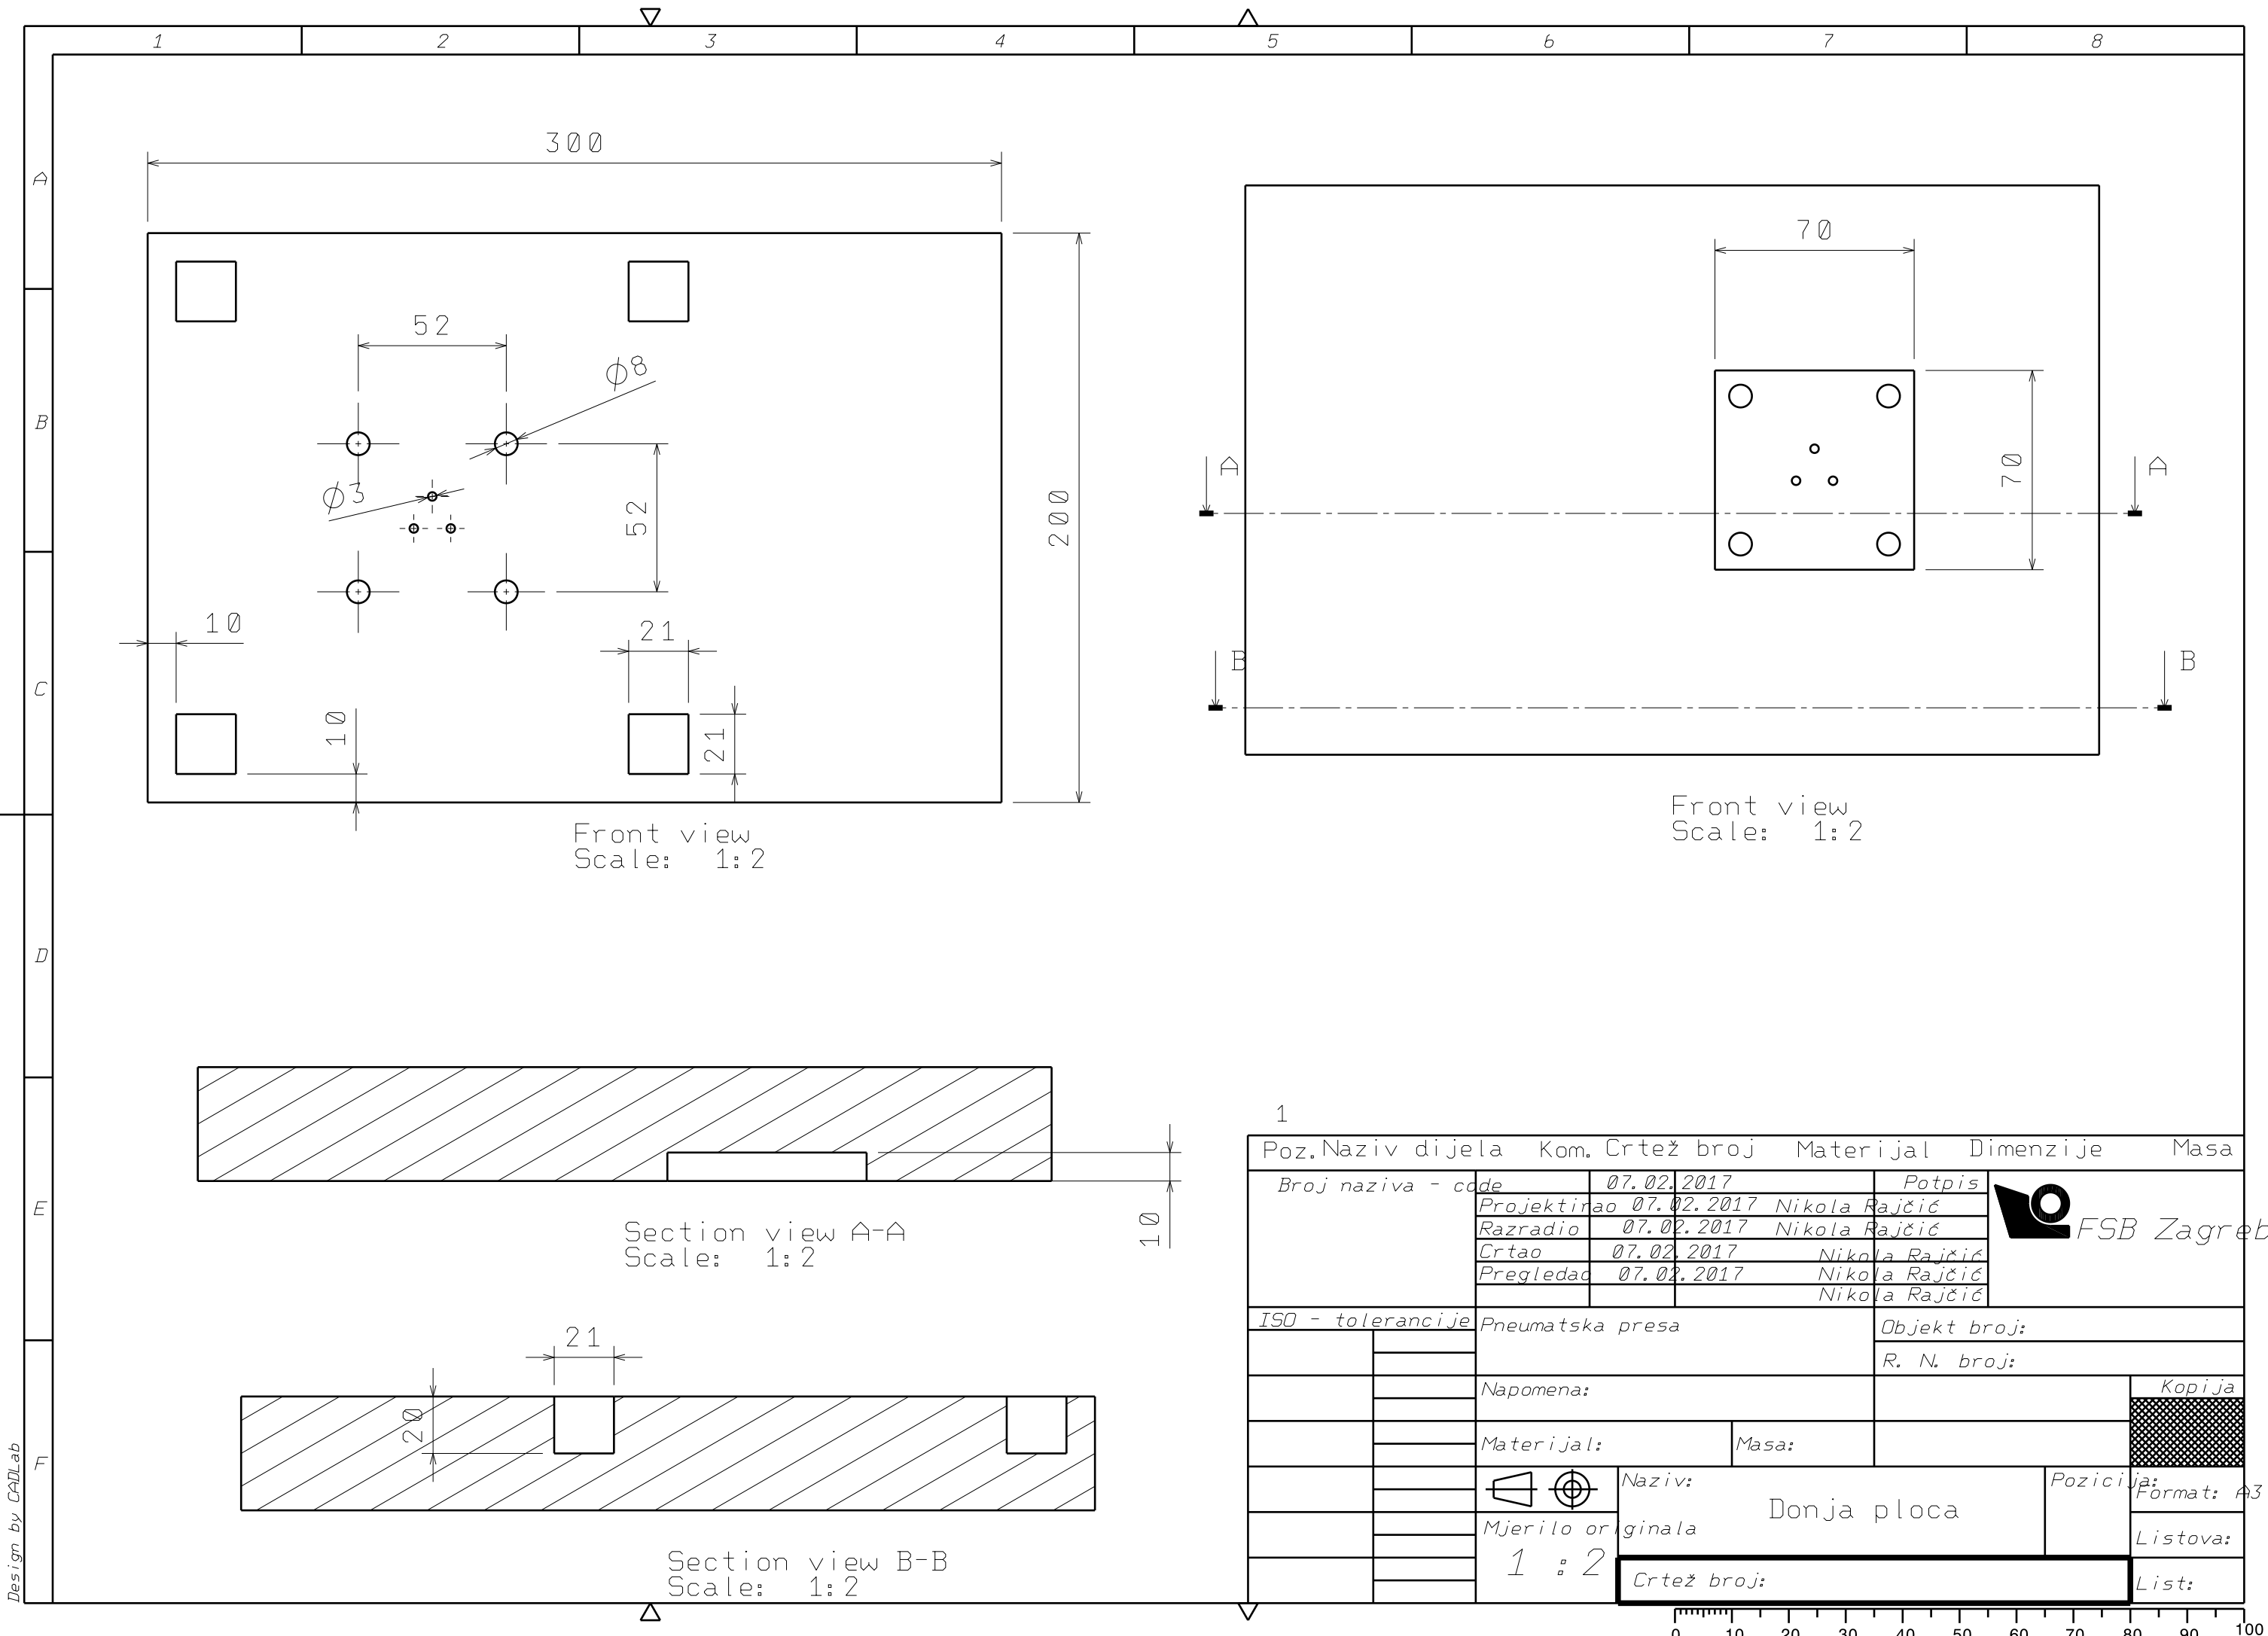 1 2 3 4 5 6 7 8
300
A
70
52
ø8
B
A A
ø3
52
70
200
10
21
B B
C
10
21
Front view
Scale: 1:2
Front view
Scale: 1:2
D
1
Poz. Naziv dijela Kom. Crtež broj Materijal Dimenzije Masa
Broj naziva - code 07.02.2017 Potpis
Projektirao 07.02.2017 Nikola Rajčić
Razradio 07.02.2017 Nikola Rajčić
FSB Zagreb
Crtao 07.02.2017 Nikola Rajčić
Pregledao 07.02.2017 Nikola Rajčić
Nikola Rajčić
E
10
Section view A-A
Scale: 1:2
ISO - tolerancije Pneumatska presa Objekt broj:
R. N. broj:
21
Napomena: Kopija
20
Materijal: Masa:
F
Naziv: Pozicija:
Format: A3
Donja ploca
Mjerilo originala
Listova:
1 : 2
Section view B-B
Scale: 1:2
Crtež broj: List:
Design by CADLab
0 10 20 30 40 50 60 70 80 90 100